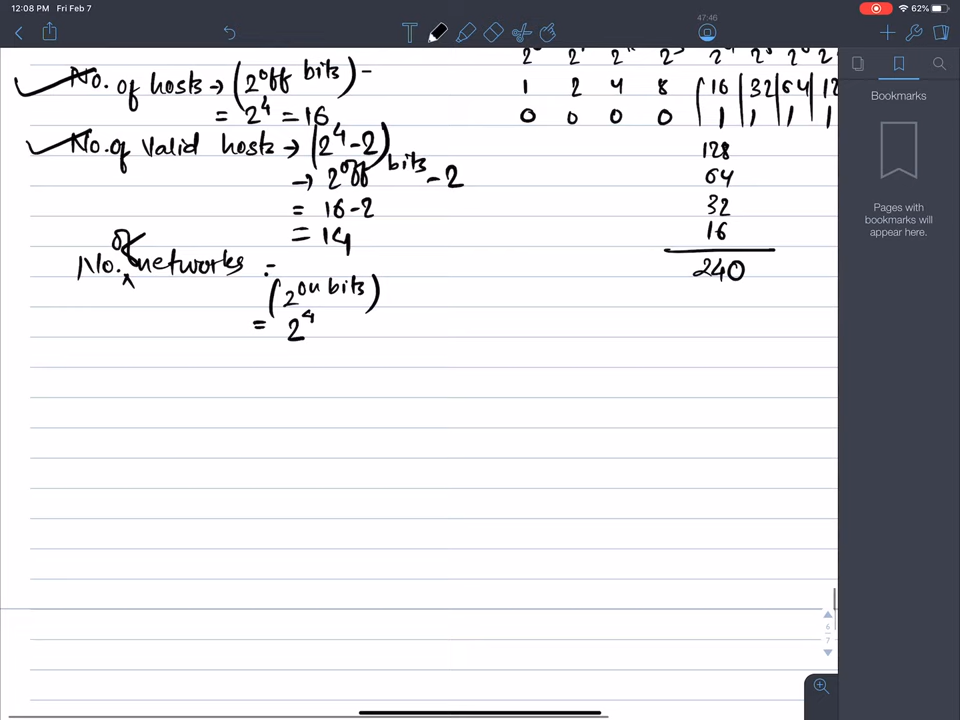 12:08 PM Fri Feb 7
62%
47:46
No. of hosts → (2^off bits) =
= 2^4 = 16
No. of valid hosts → (2^4 - 2)
→ 2^off bits - 2
= 16 - 2
= 14
No. of networks :-
(2^on bits)
= 2^4
1 2 4 8 16 32 64 12
0 0 0 0 1 1 1 1
128
64
32
16
240
Bookmarks
Pages with
bookmarks will
appear here.
6
7